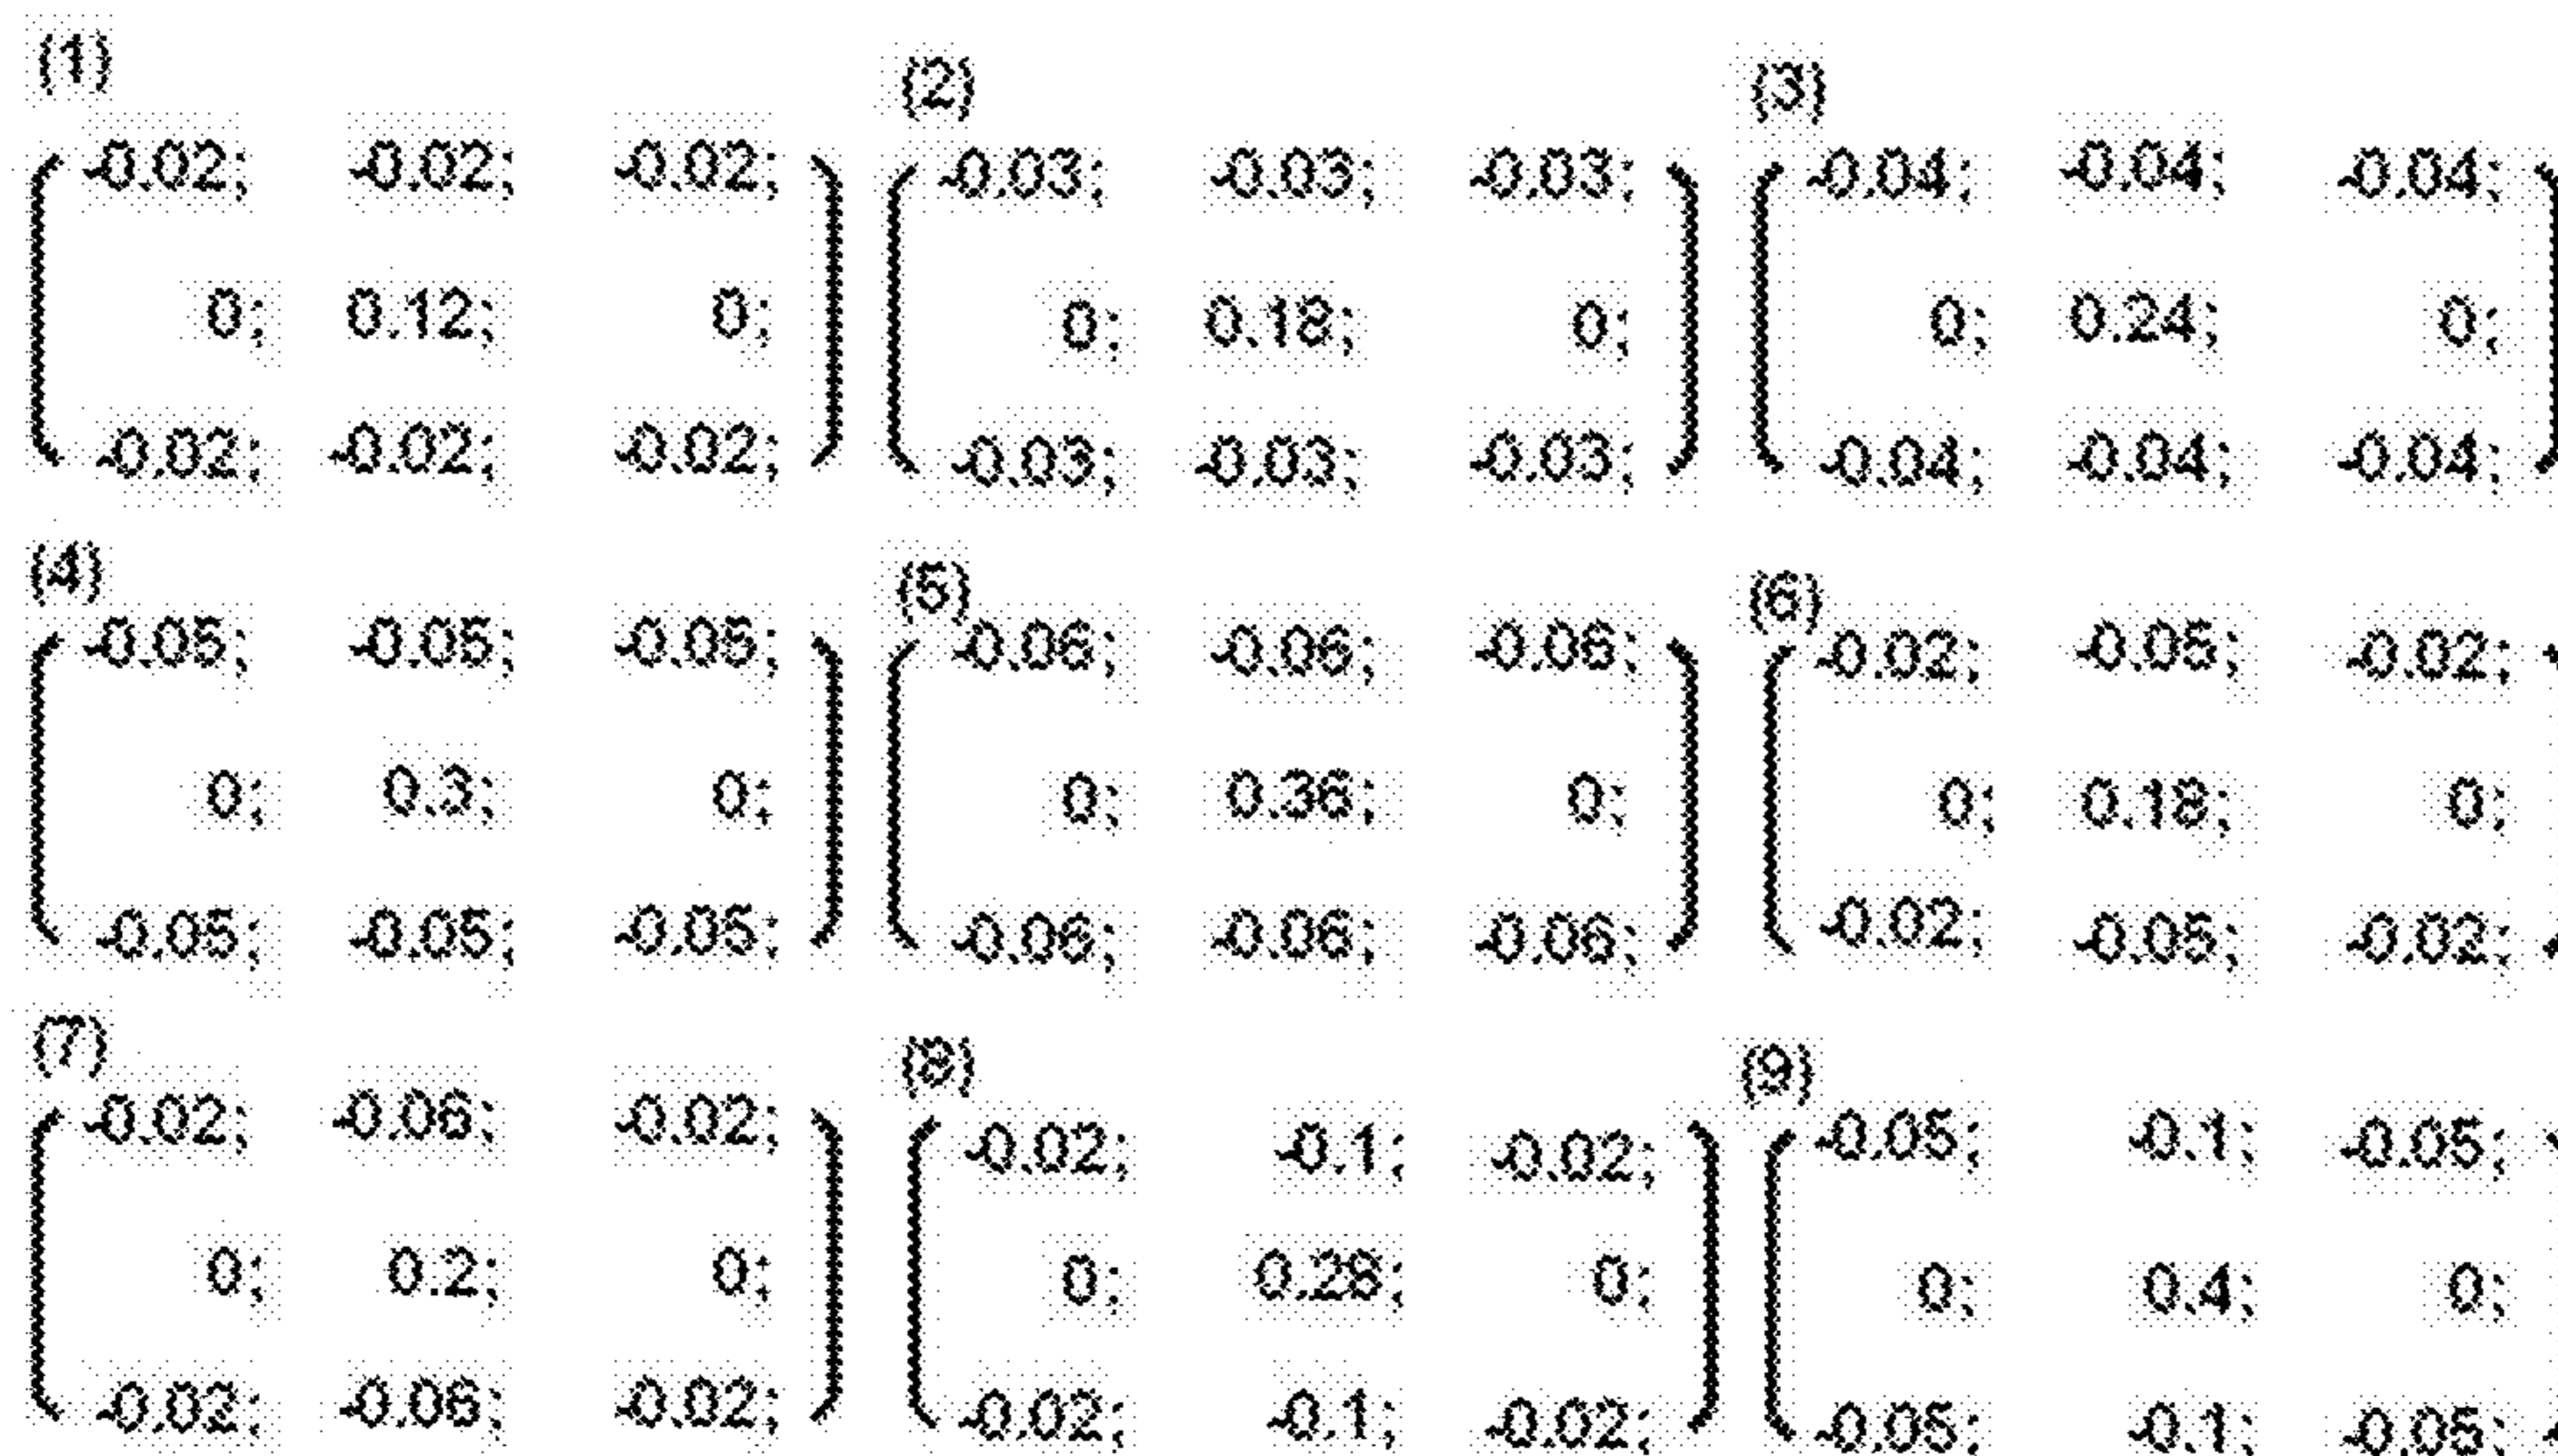 (1) (2) (3)
-0.02; -0.02; -0.02; -0.03; -0.03; -0.03; -0.04; -0.04; -0.04;
0; 0.12; 0; 0; 0.18; 0; 0; 0.24; 0;
-0.02; -0.02; -0.02; -0.03; -0.03; -0.03; -0.04; -0.04; -0.04;
(4) (5) (6)
-0.05; -0.05; -0.05; -0.06; -0.06; -0.06; -0.02; -0.05; -0.02;
0; 0.3; 0; 0; 0.36; 0; 0; 0.18; 0;
-0.05; -0.05; -0.05; -0.06; -0.06; -0.06; -0.02; -0.05; -0.02;
(7) (8) (9)
-0.02; -0.06; -0.02; -0.02; -0.1; -0.02; -0.05; -0.1; -0.05;
0; 0.2; 0; 0; 0.28; 0; 0; 0.4; 0;
-0.02; -0.06; -0.02; -0.02; -0.1; -0.02; -0.05; -0.1; -0.05;